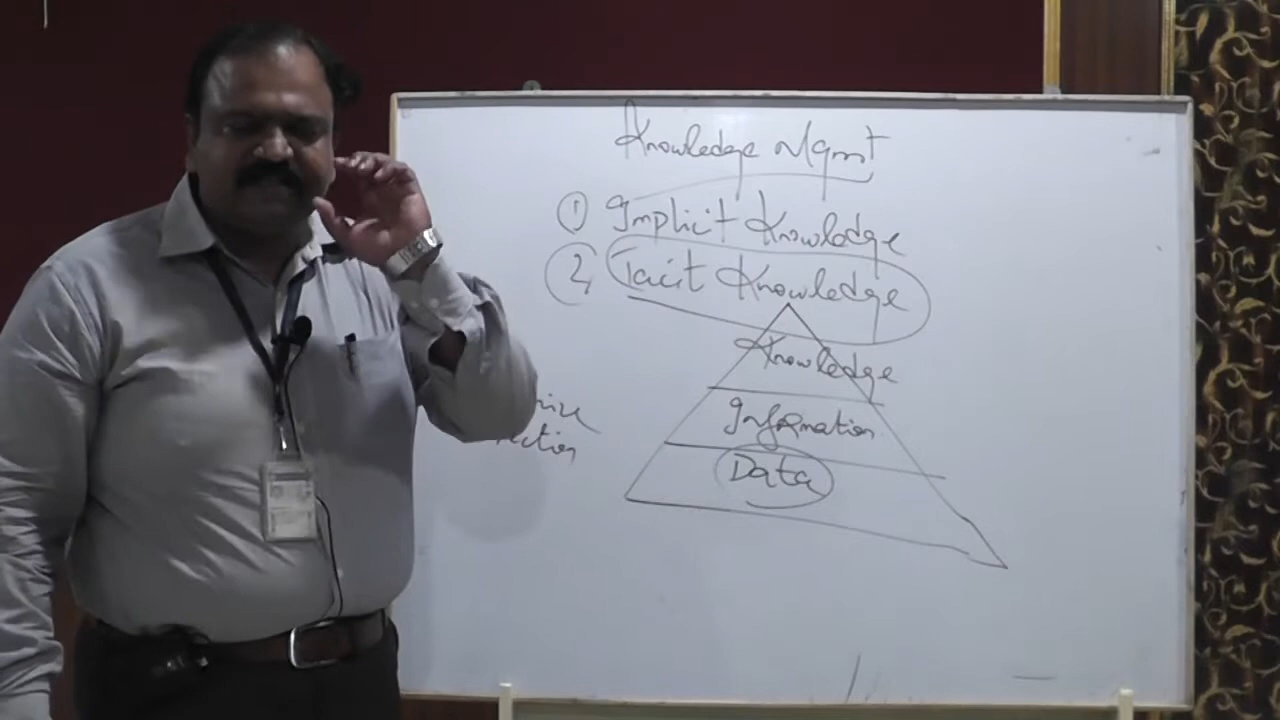 Knowledge Mgmt
① Implicit Knowledge
② Tacit Knowledge
Knowledge
Information
Data